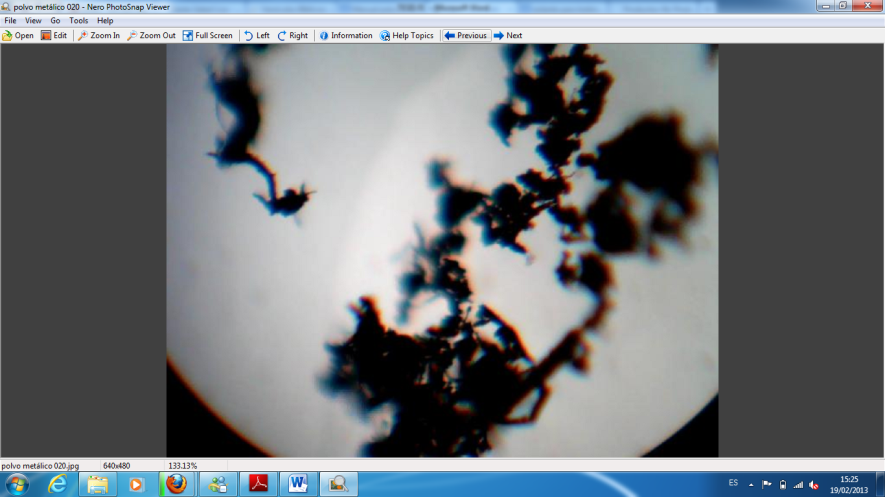 polvo metálico 020 - Nero PhotoSnap Viewer
File View Go Tools Help
Open Edit Zoom In Zoom Out Full Screen Left Right Information Help Topics Previous Next
polvo metálico 020.jpg 640x480 133.13%
ES 15:25
19/02/2013